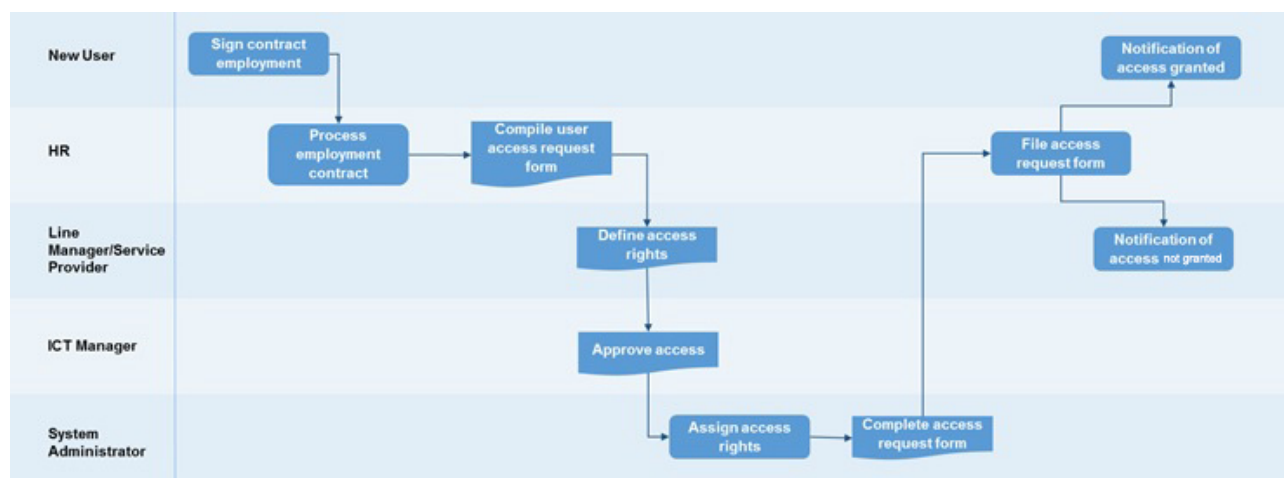 New User
Sign contract
employment
Notification of
access granted
HR
Process
employment
contract
Compile user
access request
form
File access
request form
Line
Manager/Service
Provider
Define access
rights
Notification of
access not granted
ICT Manager
Approve access
System
Administrator
Assign access
rights
Complete access
request form